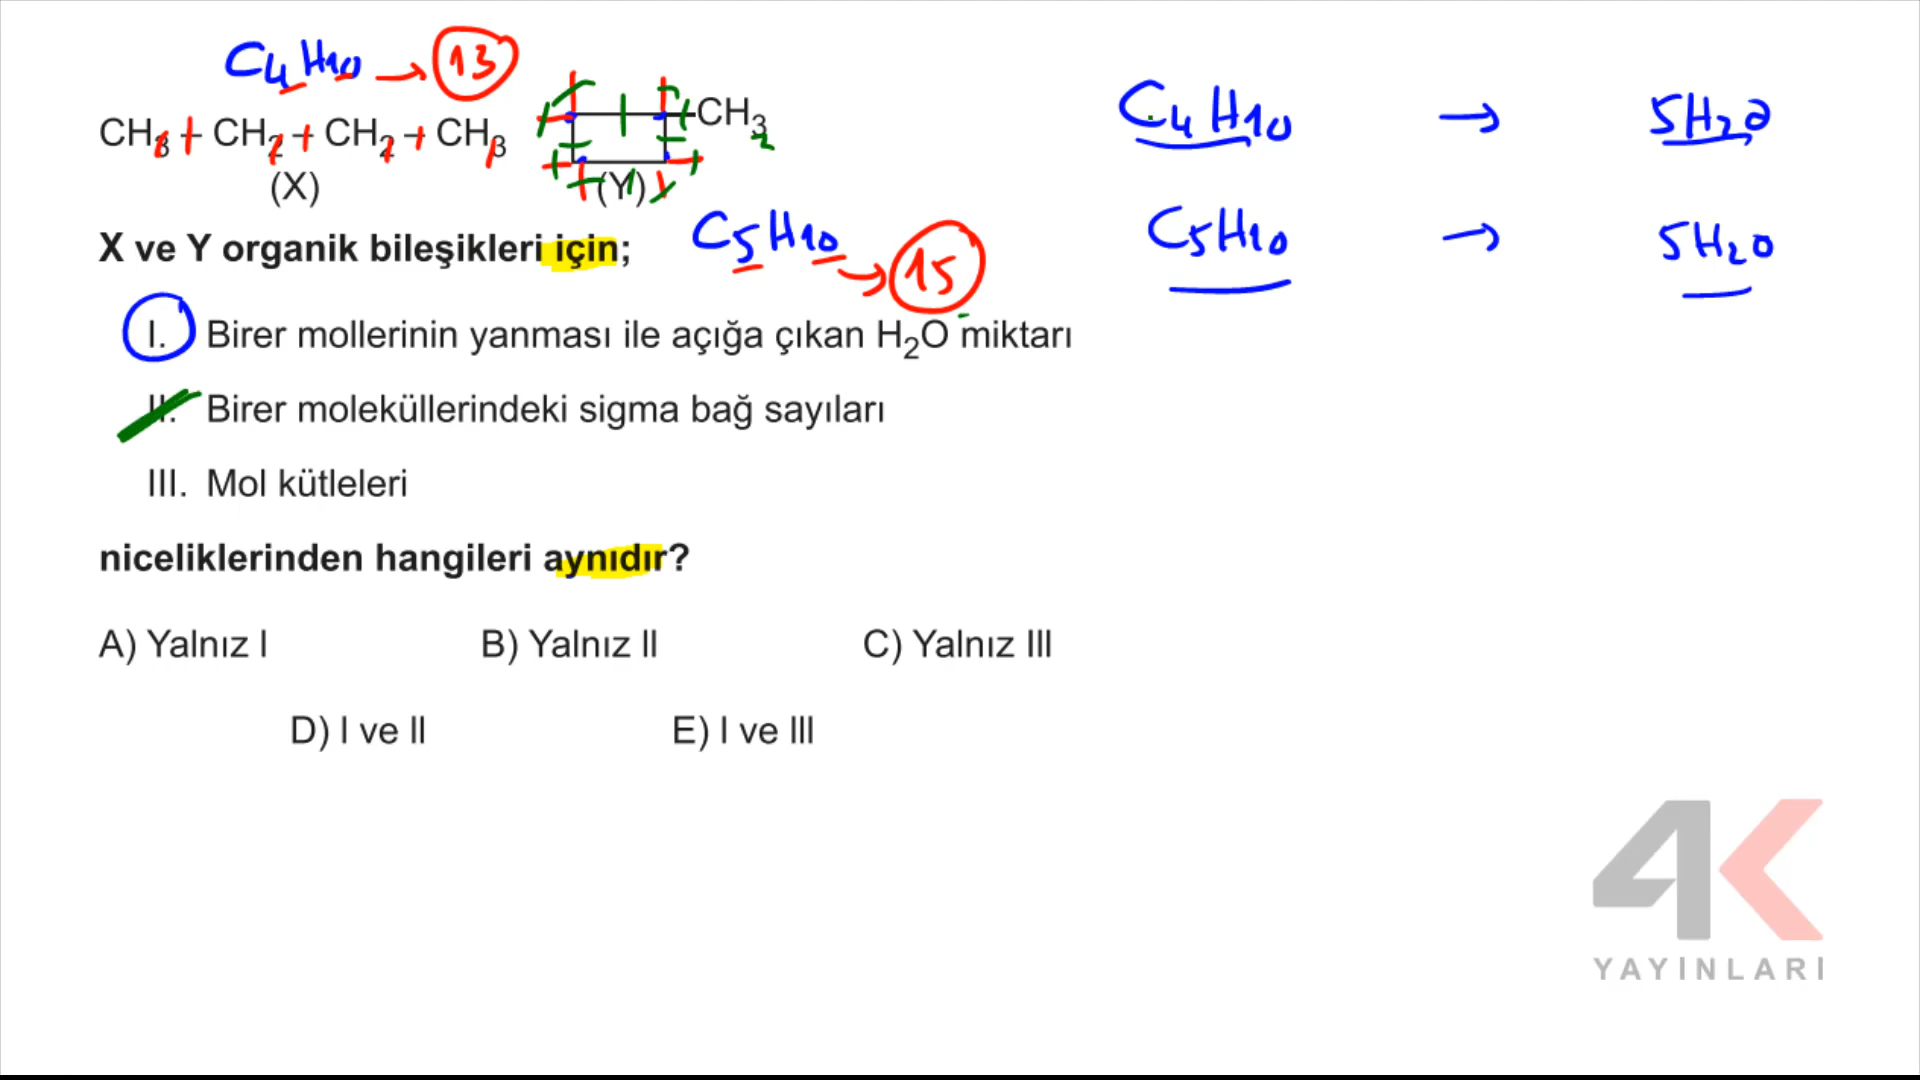 C4H10 → 13
CH3 – CH2 – CH2 – CH3
CH3
2
(X)
(Y)
C4H10 → 5H2O
C5H10 → 15
C5H10 → 5H2O
X ve Y organik bileşikleri için;
I. Birer mollerinin yanması ile açığa çıkan H2O miktarı
II. Birer moleküllerindeki sigma bağ sayıları
III. Mol kütleleri
niceliklerinden hangileri aynıdır?
A) Yalnız I B) Yalnız II C) Yalnız III
D) I ve II E) I ve III
4K
YAYINLARI